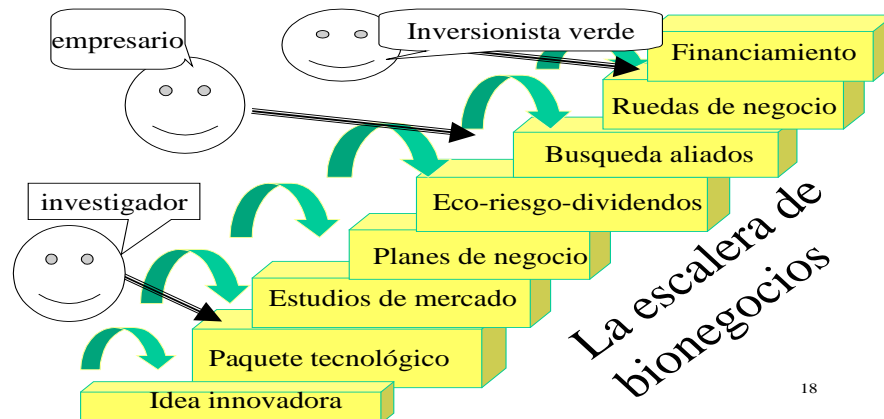 empresario
Inversionista verde
Financiamiento
Ruedas de negocio
Busqueda aliados
investigador
Eco-riesgo-dividendos
Planes de negocio
Estudios de mercado
Paquete tecnológico
Idea innovadora
La escalera de
bionegocios
18